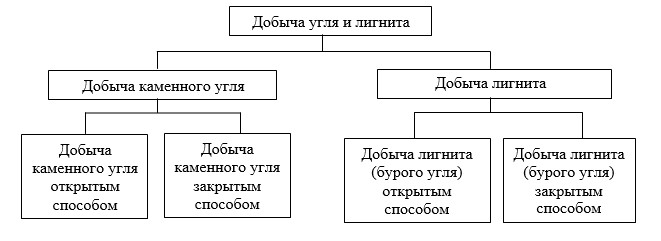 Добыча угля и лигнита
Добыча каменного угля
Добыча лигнита
Добыча
каменного угля
открытым
способом
Добыча
каменного угля
закрытым
способом
Добыча лигнита
(бурого угля)
открытым
способом
Добыча лигнита
(бурого угля)
закрытым
способом